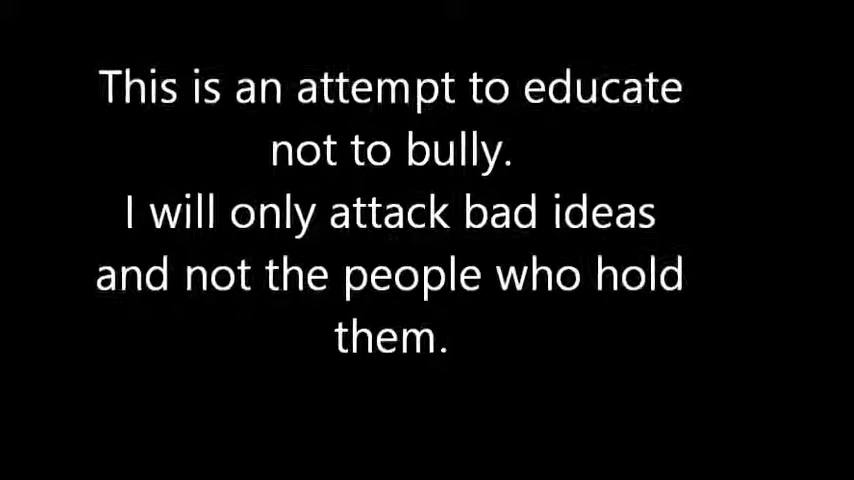 This is an attempt to educate
not to bully.
I will only attack bad ideas
and not the people who hold
them.